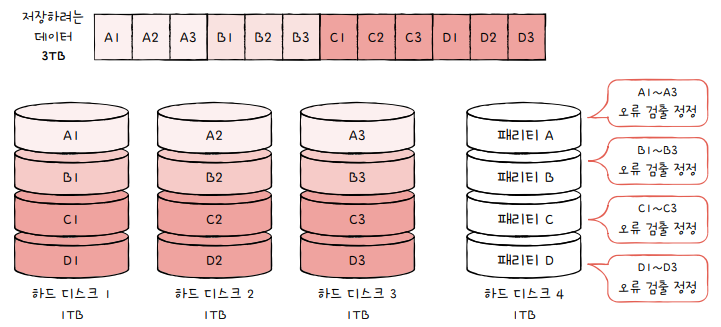 저장하려는
데이터
3TB
A1 A2 A3 B1 B2 B3 C1 C2 C3 D1 D2 D3
A1 A2 A3 패리티 A
B1 B2 B3 패리티 B
C1 C2 C3 패리티 C
D1 D2 D3 패리티 D
A1~A3
오류 검출 정정
B1~B3
오류 검출 정정
C1~C3
오류 검출 정정
D1~D3
오류 검출 정정
하드 디스크 1 하드 디스크 2 하드 디스크 3 하드 디스크 4
1TB 1TB 1TB 1TB